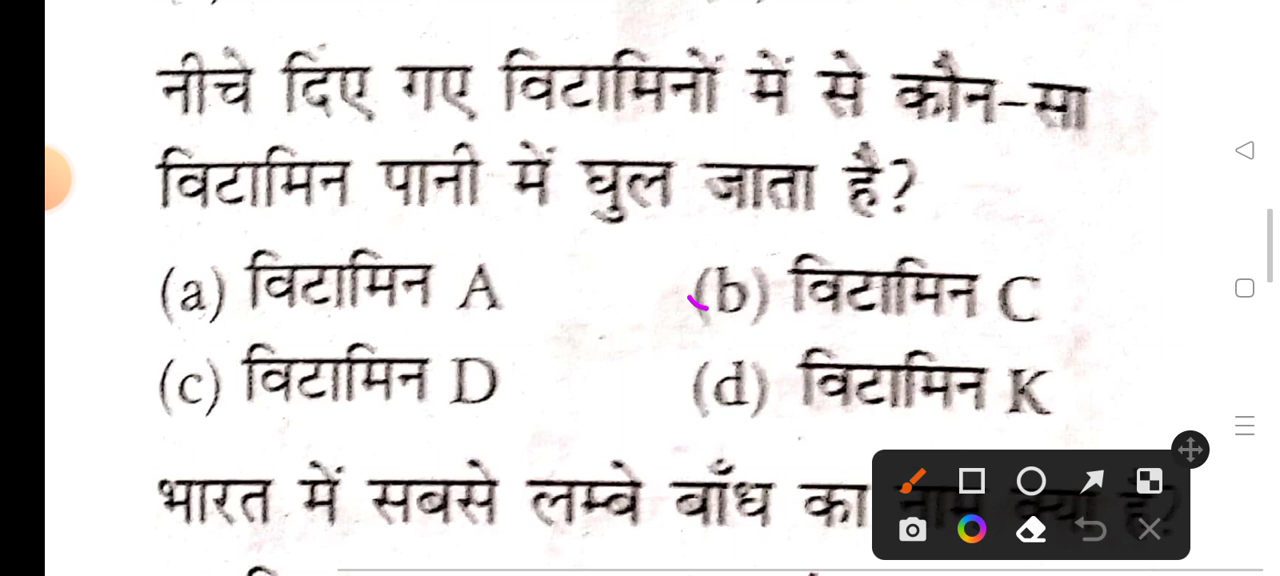 नीचे दिए गए विटामिनों में से कौन-सा
विटामिन पानी में घुल जाता है?
(a) विटामिन A (b) विटामिन C
(c) विटामिन D (d) विटामिन K
भारत में सबसे लम्बे बाँध का नाम क्या है?